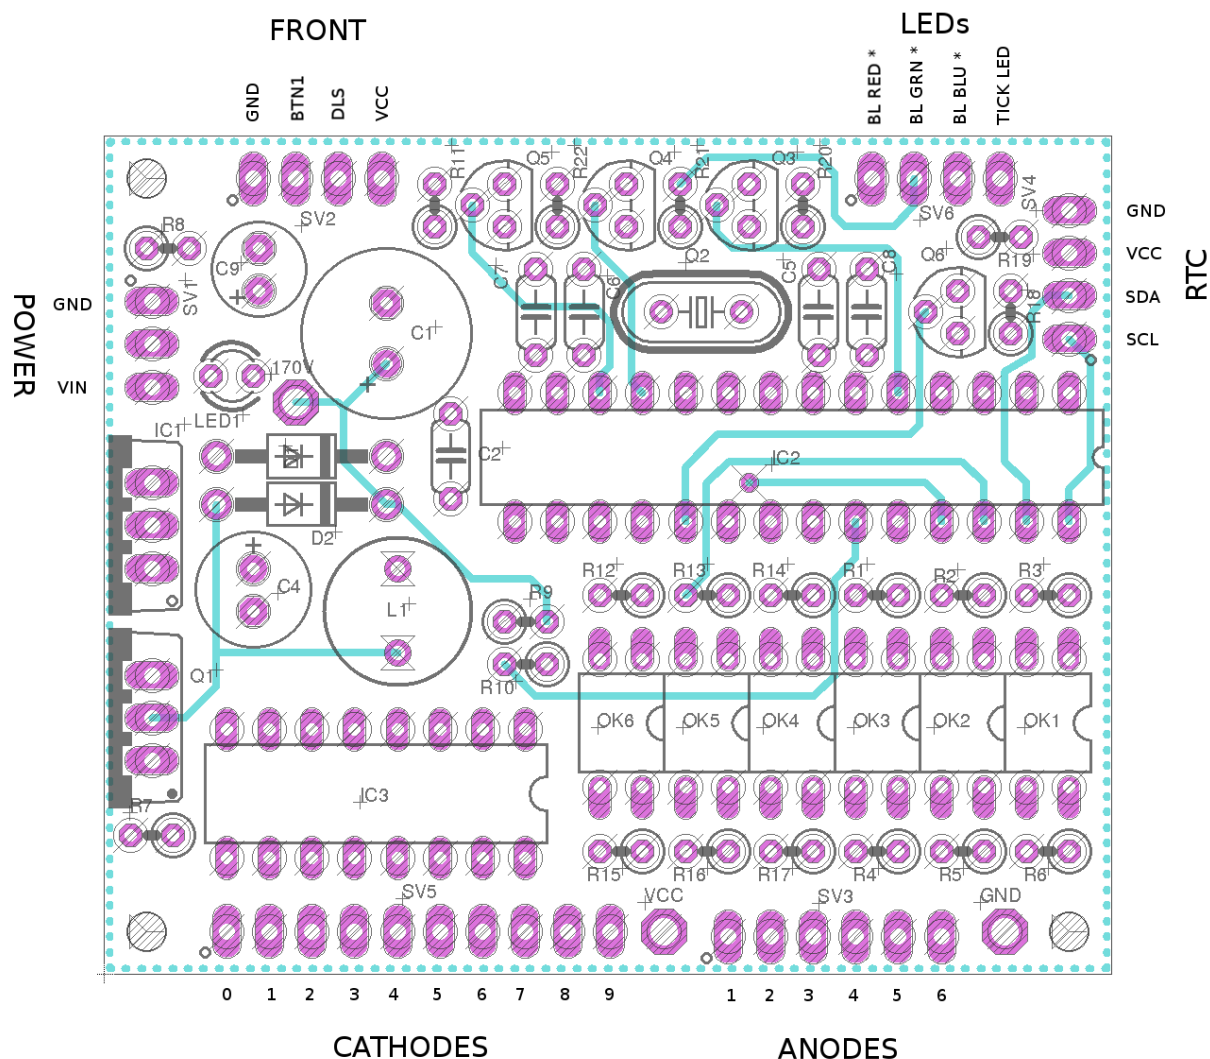 FRONT
LEDs
GND
BTN1
DLS
VCC
BL RED *
BL GRN *
BL BLU *
TICK LED
R11
Q5
R22
Q4
R21
Q3
R20
SV2
SV6
SV4
GND
R8
C9
Q2
Q6
R19
VCC
RTC
POWER
GND
SV1
C1
C7
C6
C5
C8
R18
SDA
SCL
VIN
170V
LED1
IC1
C2
IC2
D2
C4
L1
R9
R12
R13
R14
R1
R2
R3
Q1
R10
OK6
OK5
OK4
OK3
OK2
OK1
R7
IC3
R15
R16
R17
R4
R5
R6
SV5
VCC
SV3
GND
0 1 2 3 4 5 6 7 8 9 1 2 3 4 5 6
CATHODES
ANODES